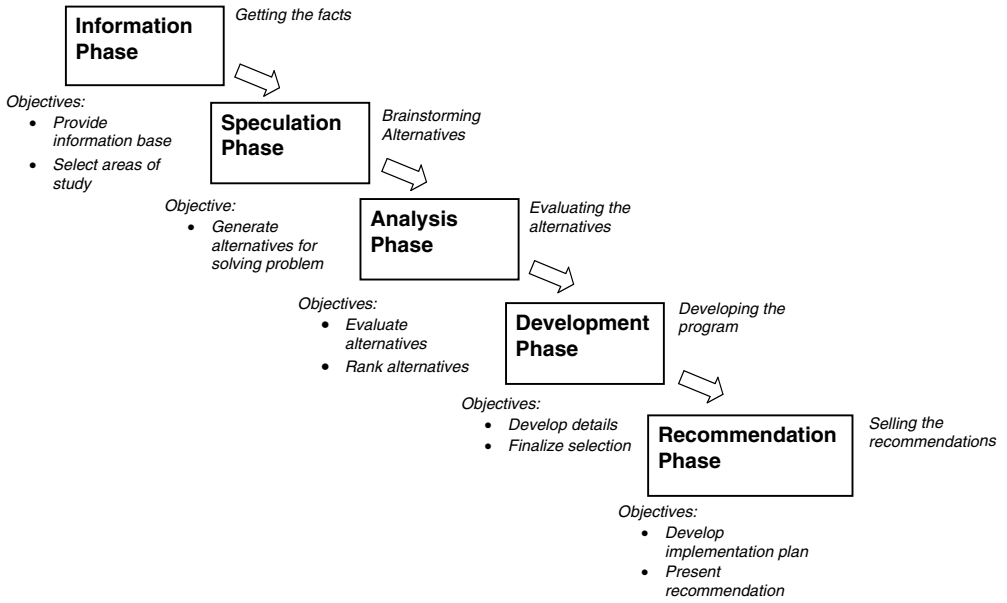 Information
Phase
Getting the facts
Objectives:
• Provide
information base
• Select areas of
study
Speculation
Phase
Brainstorming
Alternatives
Objective:
• Generate
alternatives for
solving problem
Analysis
Phase
Evaluating the
alternatives
Objectives:
• Evaluate
alternatives
• Rank alternatives
Development
Phase
Developing the
program
Objectives:
• Develop details
• Finalize selection
Recommendation
Phase
Selling the
recommendations
Objectives:
• Develop
implementation plan
• Present
recommendation